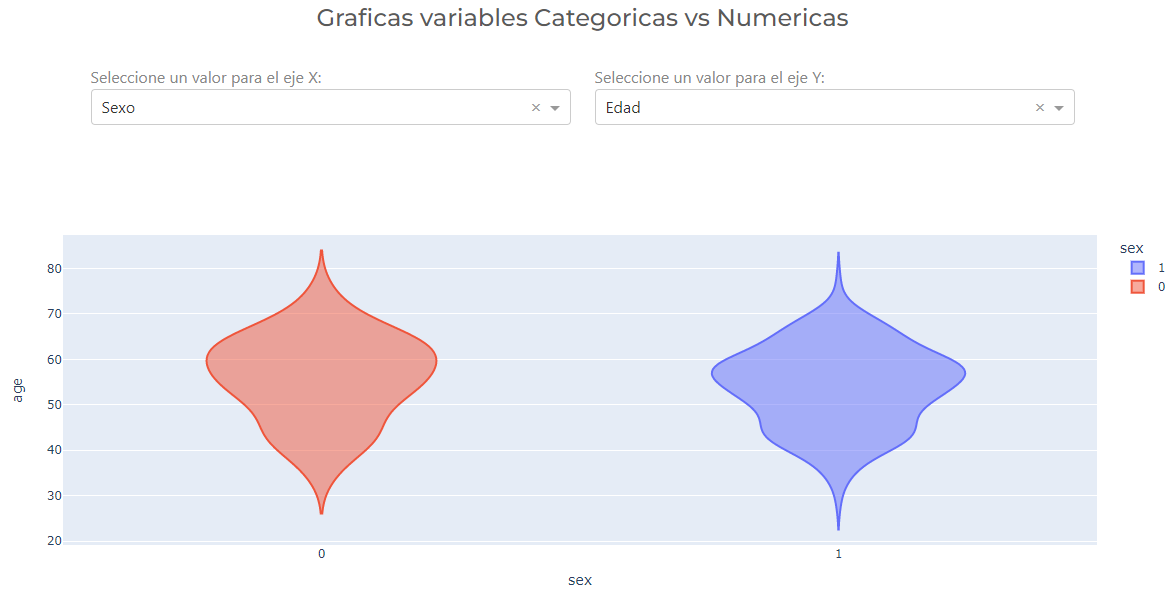 Graficas variables Categoricas vs Numericas
Seleccione un valor para el eje X:
Seleccione un valor para el eje Y:
Sexo
Edad
sex
1
0
80
70
60
50
40
30
20
age
0
1
sex